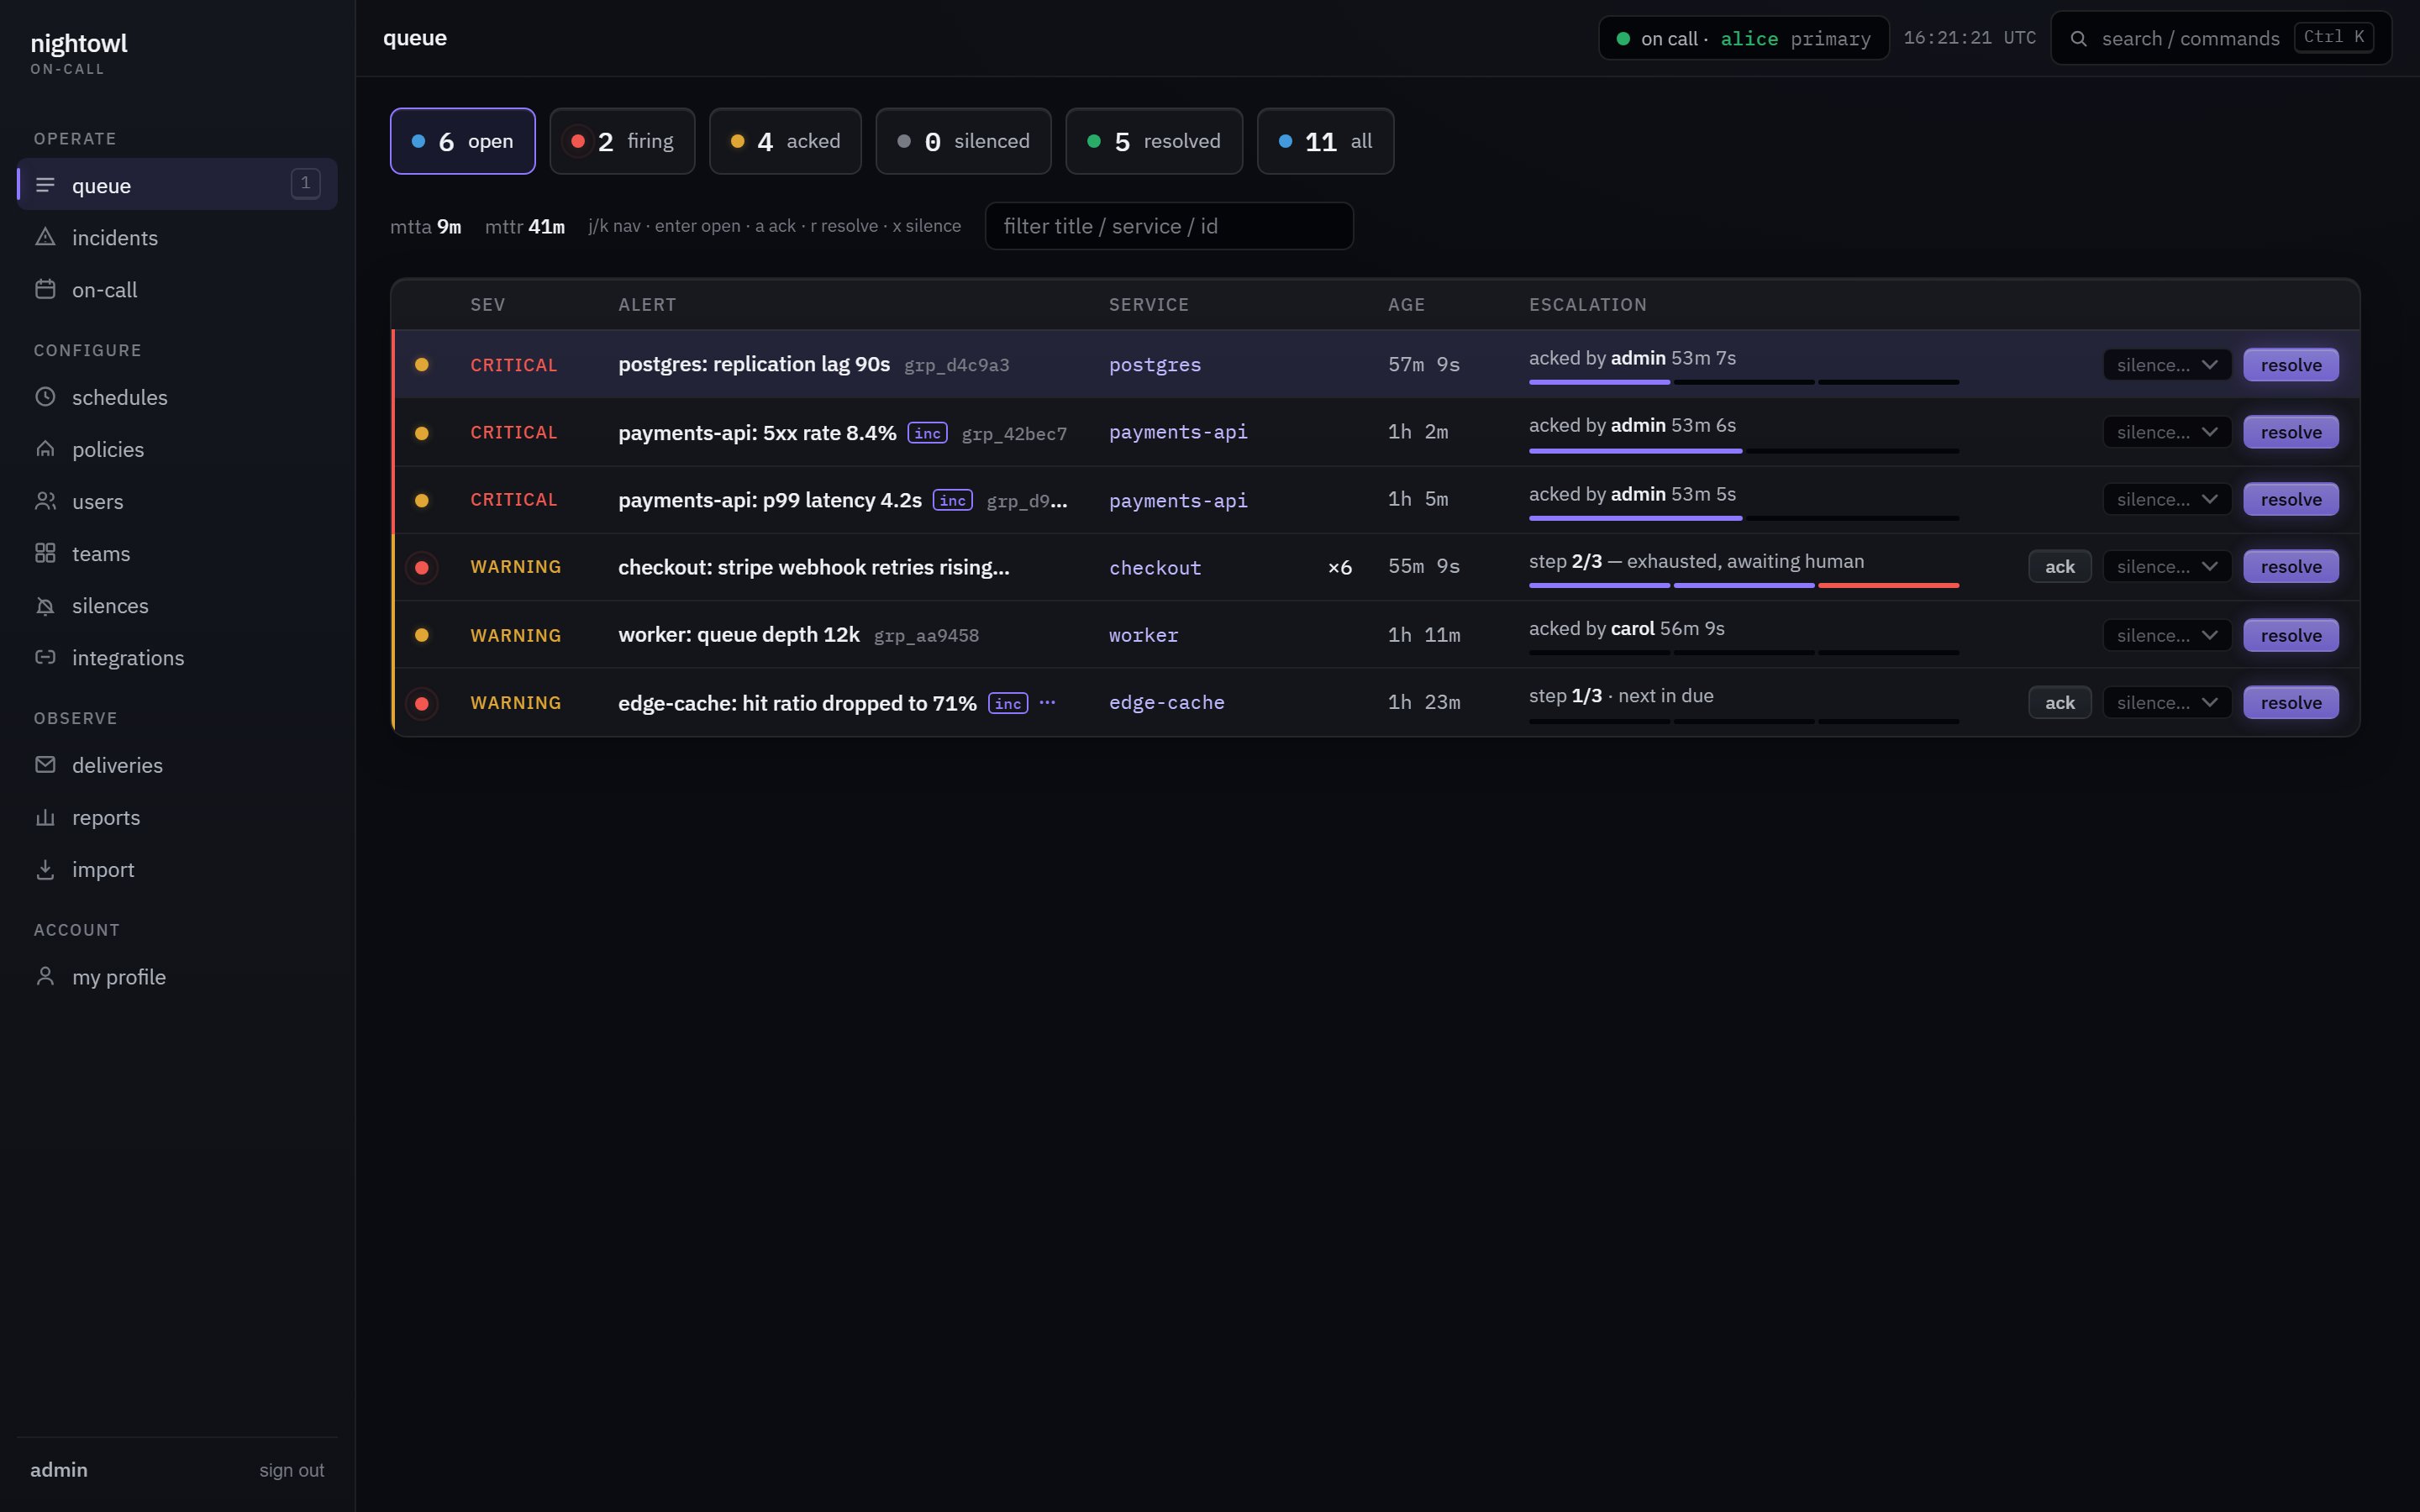 nightowl
ON-CALL
OPERATE
queue 1
incidents
on-call
CONFIGURE
schedules
policies
users
teams
silences
integrations
OBSERVE
deliveries
reports
import
ACCOUNT
my profile
admin sign out
queue
on call · alice primary 16:21:21 UTC search / commands Ctrl K
6 open 2 firing 4 acked 0 silenced 5 resolved 11 all
mtta 9m mttr 41m j/k nav · enter open · a ack · r resolve · x silence filter title / service / id
SEV ALERT SERVICE AGE ESCALATION
CRITICAL postgres: replication lag 90s grp_d4c9a3 postgres 57m 9s acked by admin 53m 7s silence... resolve
CRITICAL payments-api: 5xx rate 8.4% inc grp_42bec7 payments-api 1h 2m acked by admin 53m 6s silence... resolve
CRITICAL payments-api: p99 latency 4.2s inc grp_d9... payments-api 1h 5m acked by admin 53m 5s silence... resolve
WARNING checkout: stripe webhook retries rising... checkout ×6 55m 9s step 2/3 — exhausted, awaiting human ack silence... resolve
WARNING worker: queue depth 12k grp_aa9458 worker 1h 11m acked by carol 56m 9s silence... resolve
WARNING edge-cache: hit ratio dropped to 71% inc ... edge-cache 1h 23m step 1/3 · next in due ack silence... resolve